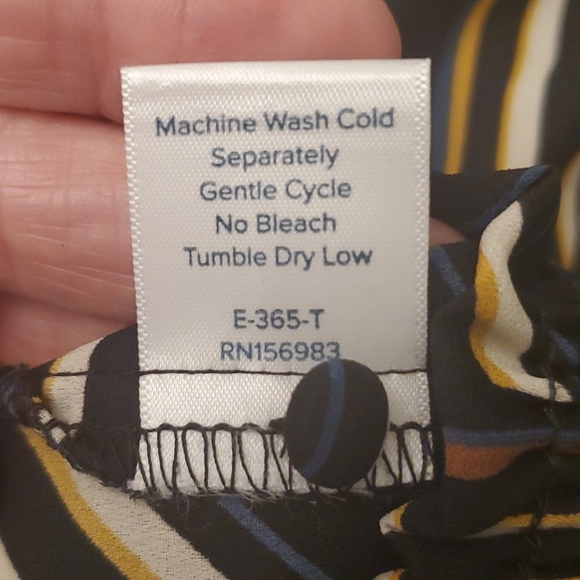 Machine Wash Cold
Separately
Gentle Cycle
No Bleach
Tumble Dry Low
E-365-T
RN156983